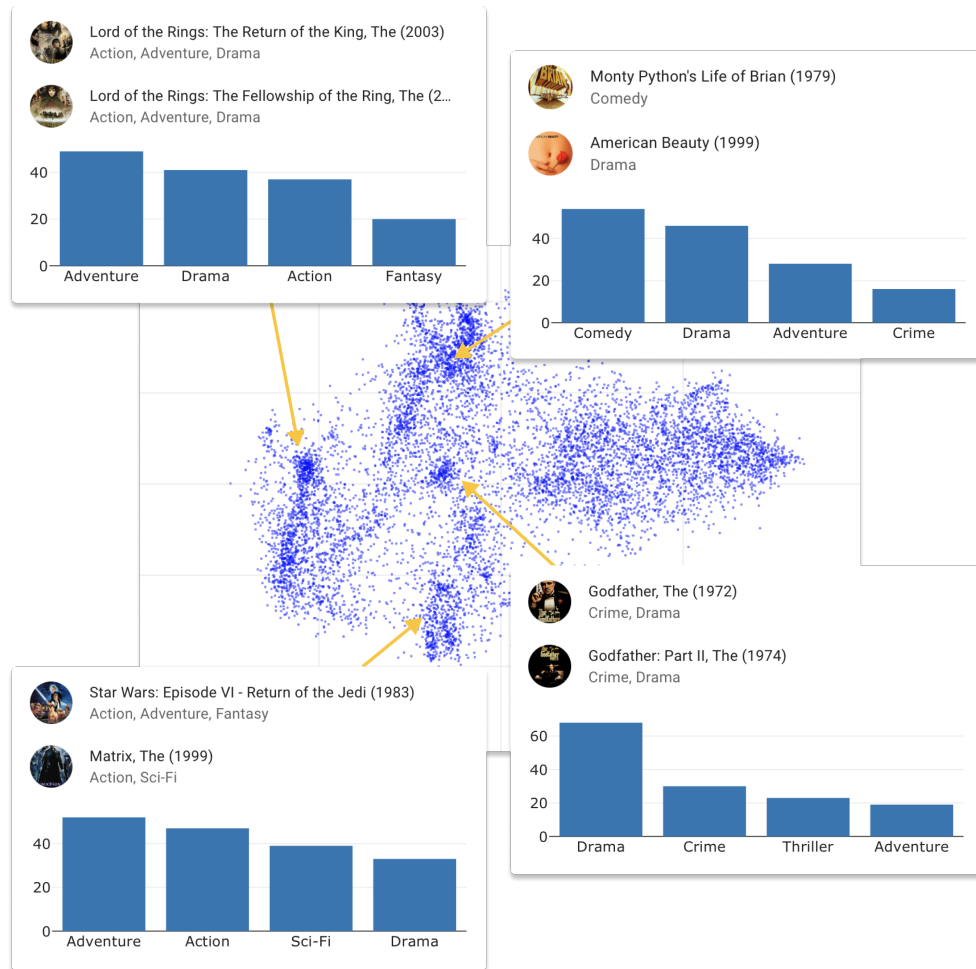 Lord of the Rings: The Return of the King, The (2003)
Action, Adventure, Drama
Lord of the Rings: The Fellowship of the Ring, The (2...
Action, Adventure, Drama
40
20
0
Adventure Drama Action Fantasy
Monty Python's Life of Brian (1979)
Comedy
American Beauty (1999)
Drama
40
20
0
Comedy Drama Adventure Crime
Star Wars: Episode VI - Return of the Jedi (1983)
Action, Adventure, Fantasy
Matrix, The (1999)
Action, Sci-Fi
40
20
0
Adventure Action Sci-Fi Drama
Godfather, The (1972)
Crime, Drama
Godfather: Part II, The (1974)
Crime, Drama
60
40
20
0
Drama Crime Thriller Adventure